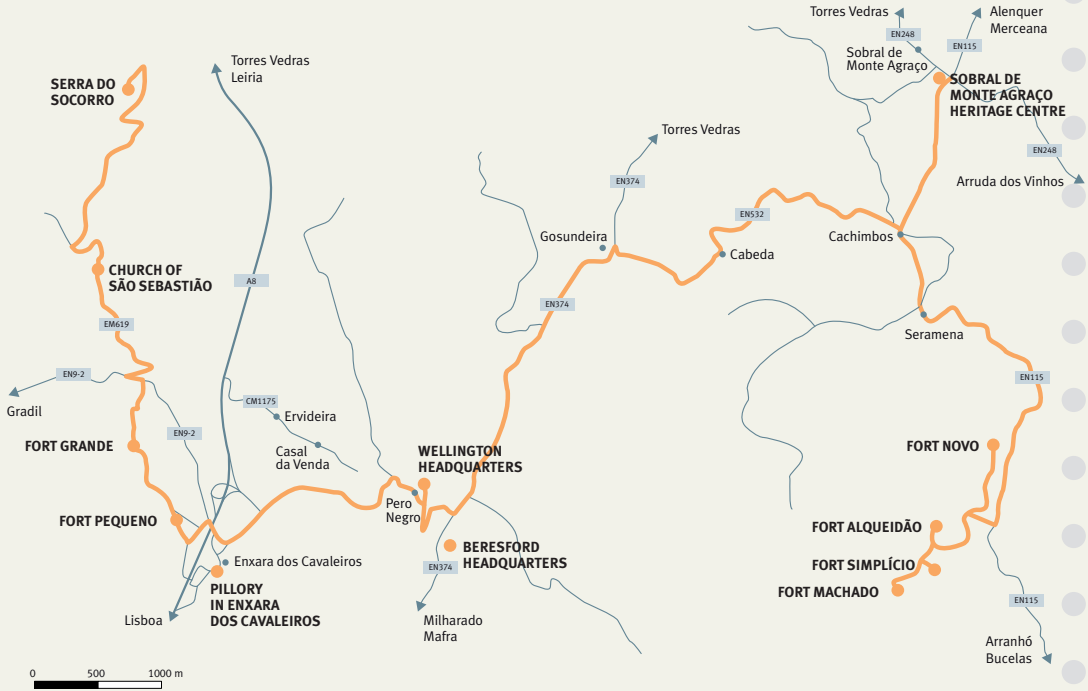 Torres Vedras
Alenquer
Merceana
EN248
EN115
Sobral de
Monte Agraço
SOBRAL DE
MONTE AGRAÇO
HERITAGE CENTRE
EN248
Arruda dos Vinhos
SERRA DO
SOCORRO
Torres Vedras
Leiria
Torres Vedras
EN374
EN532
Gosundeira
Cabeda
Cachimbos
CHURCH OF
SÃO SEBASTIÃO
A8
EN374
EM619
Seramena
EN9-2
Gradil
EN115
CM1175
Ervideira
EN9-2
Casal
da Venda
FORT GRANDE
WELLINGTON
HEADQUARTERS
FORT NOVO
Pero
Negro
FORT PEQUENO
FORT ALQUEIDÃO
BERESFORD
HEADQUARTERS
Enxara dos Cavaleiros
EN374
FORT SIMPLÍCIO
FORT MACHADO
PILLORY
IN ENXARA
DOS CAVALEIROS
EN115
Lisboa
Milharado
Mafra
Arranhó
Bucelas
0 500 1000 m